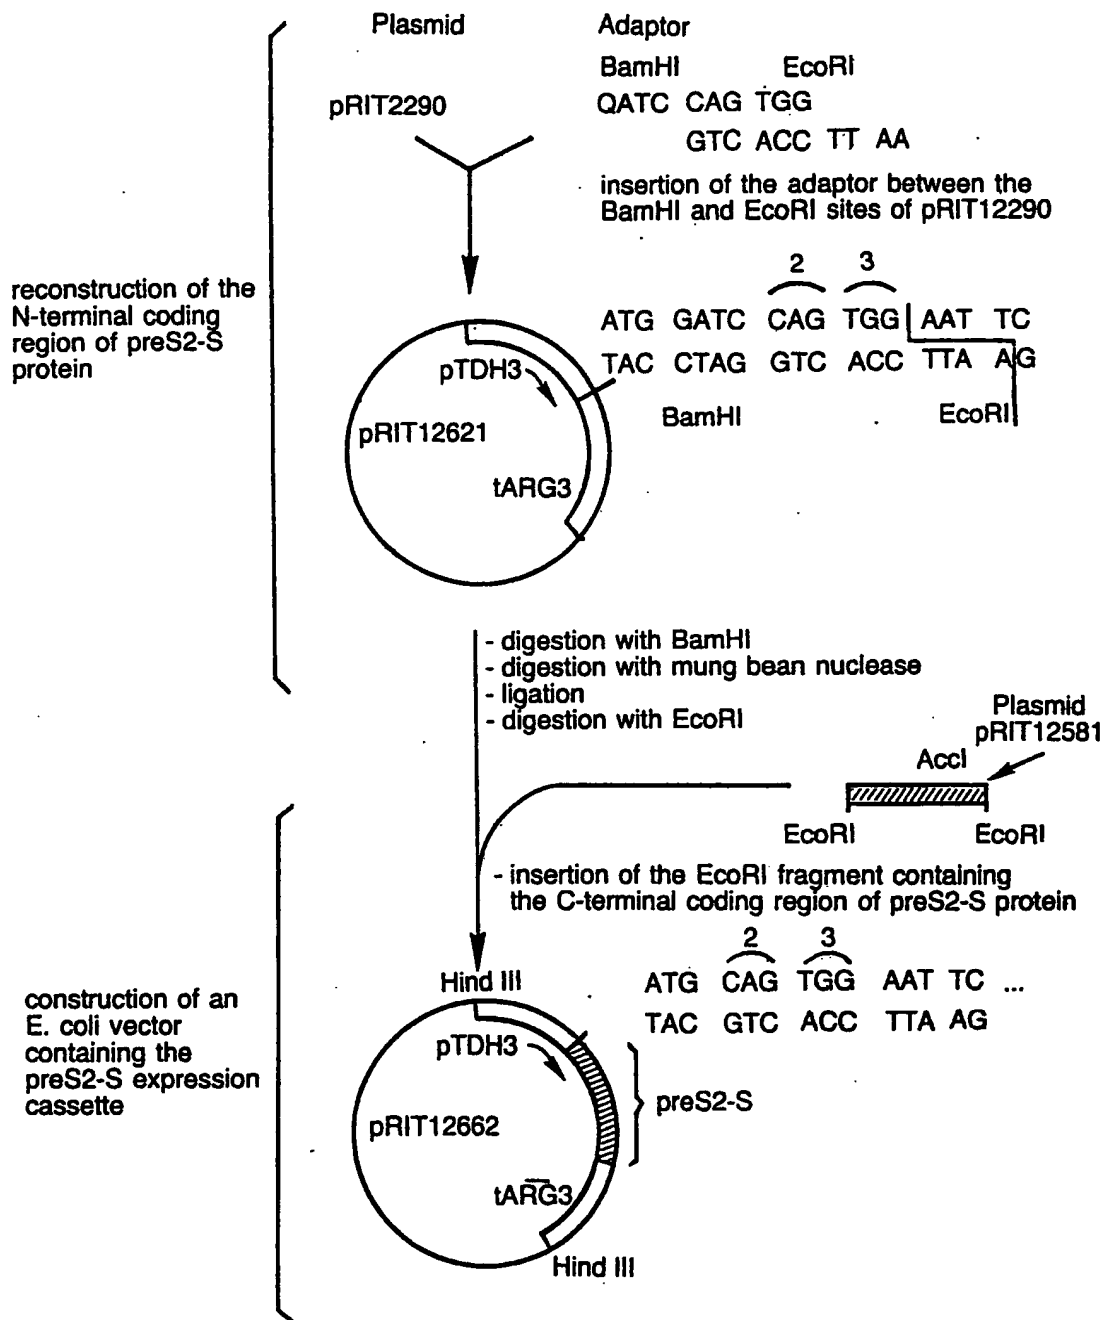 Plasmid Adaptor
BamHI EcoRI
pRIT2290
QATC CAG TGG
GTC ACC TT AA
insertion of the adaptor between the
BamHI and EcoRI sites of pRIT12290
reconstruction of the
N-terminal coding
region of preS2-S
protein
2 3
ATG GATC CAG TGG AAT TC
TAC CTAG GTC ACC TTA AG
BamHI EcoRI
pTDH3
pRIT12621
tARG3
- digestion with BamHI
- digestion with mung bean nuclease
- ligation
- digestion with EcoRI
Plasmid
pRIT12581
AccI
EcoRI EcoRI
- insertion of the EcoRI fragment containing
the C-terminal coding region of preS2-S protein
2 3
ATG CAG TGG AAT TC ...
TAC GTC ACC TTA AG
construction of an
E. coli vector
containing the
preS2-S expression
cassette
Hind III
pTDH3
preS2-S
pRIT12662
tARG3
Hind III